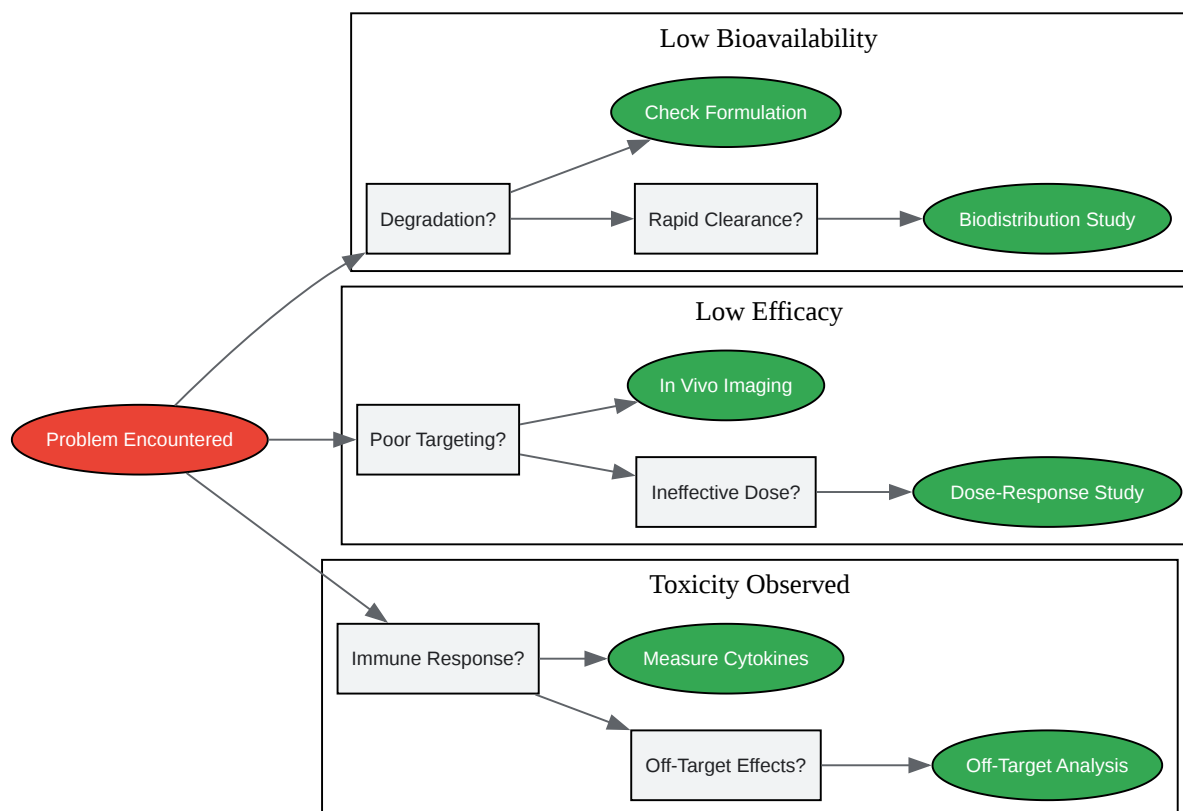 Low Bioavailability
Check Formulation
Degradation?
Rapid Clearance?
Biodistribution Study
Low Efficacy
In Vivo Imaging
Problem Encountered
Poor Targeting?
Ineffective Dose?
Dose-Response Study
Toxicity Observed
Immune Response?
Measure Cytokines
Off-Target Effects?
Off-Target Analysis